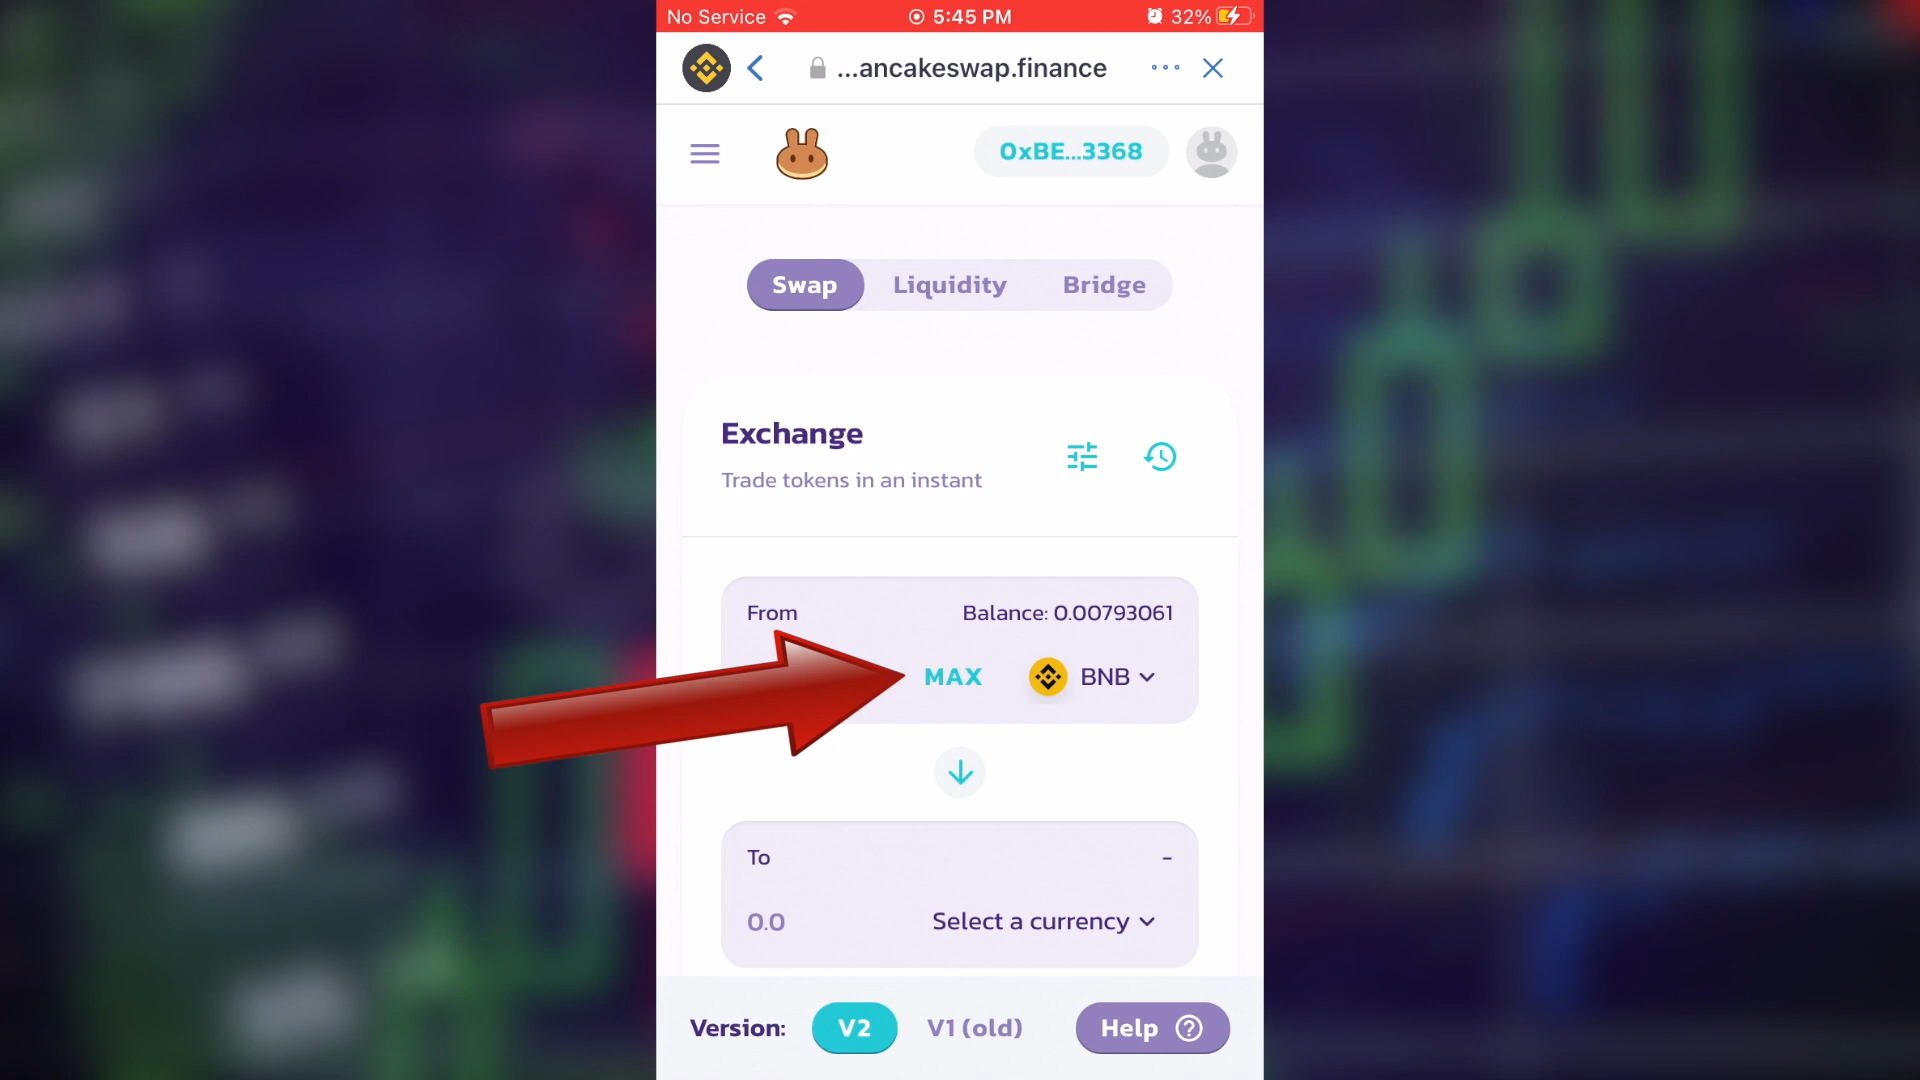 No Service 5:45 PM 32%
...ancakeswap.finance
0xBE...3368
Swap Liquidity Bridge
Exchange
Trade tokens in an instant
From Balance: 0.00793061
MAX BNB
To -
0.0 Select a currency
Version: V2 V1 (old) Help ?